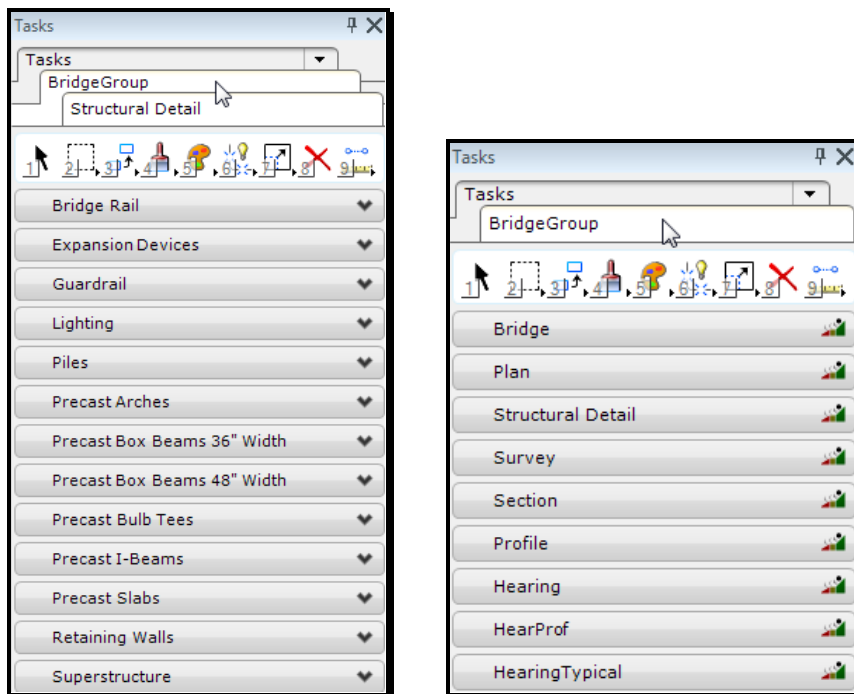 Tasks
Tasks
BridgeGroup
Structural Detail
1 2 3 4 5 6 7 8 9
Bridge Rail
Expansion Devices
Guardrail
Lighting
Piles
Precast Arches
Precast Box Beams 36" Width
Precast Box Beams 48" Width
Precast Bulb Tees
Precast I-Beams
Precast Slabs
Retaining Walls
Superstructure
Tasks
Tasks
BridgeGroup
1 2 3 4 5 6 7 8 9
Bridge
Plan
Structural Detail
Survey
Section
Profile
Hearing
HearProf
HearingTypical